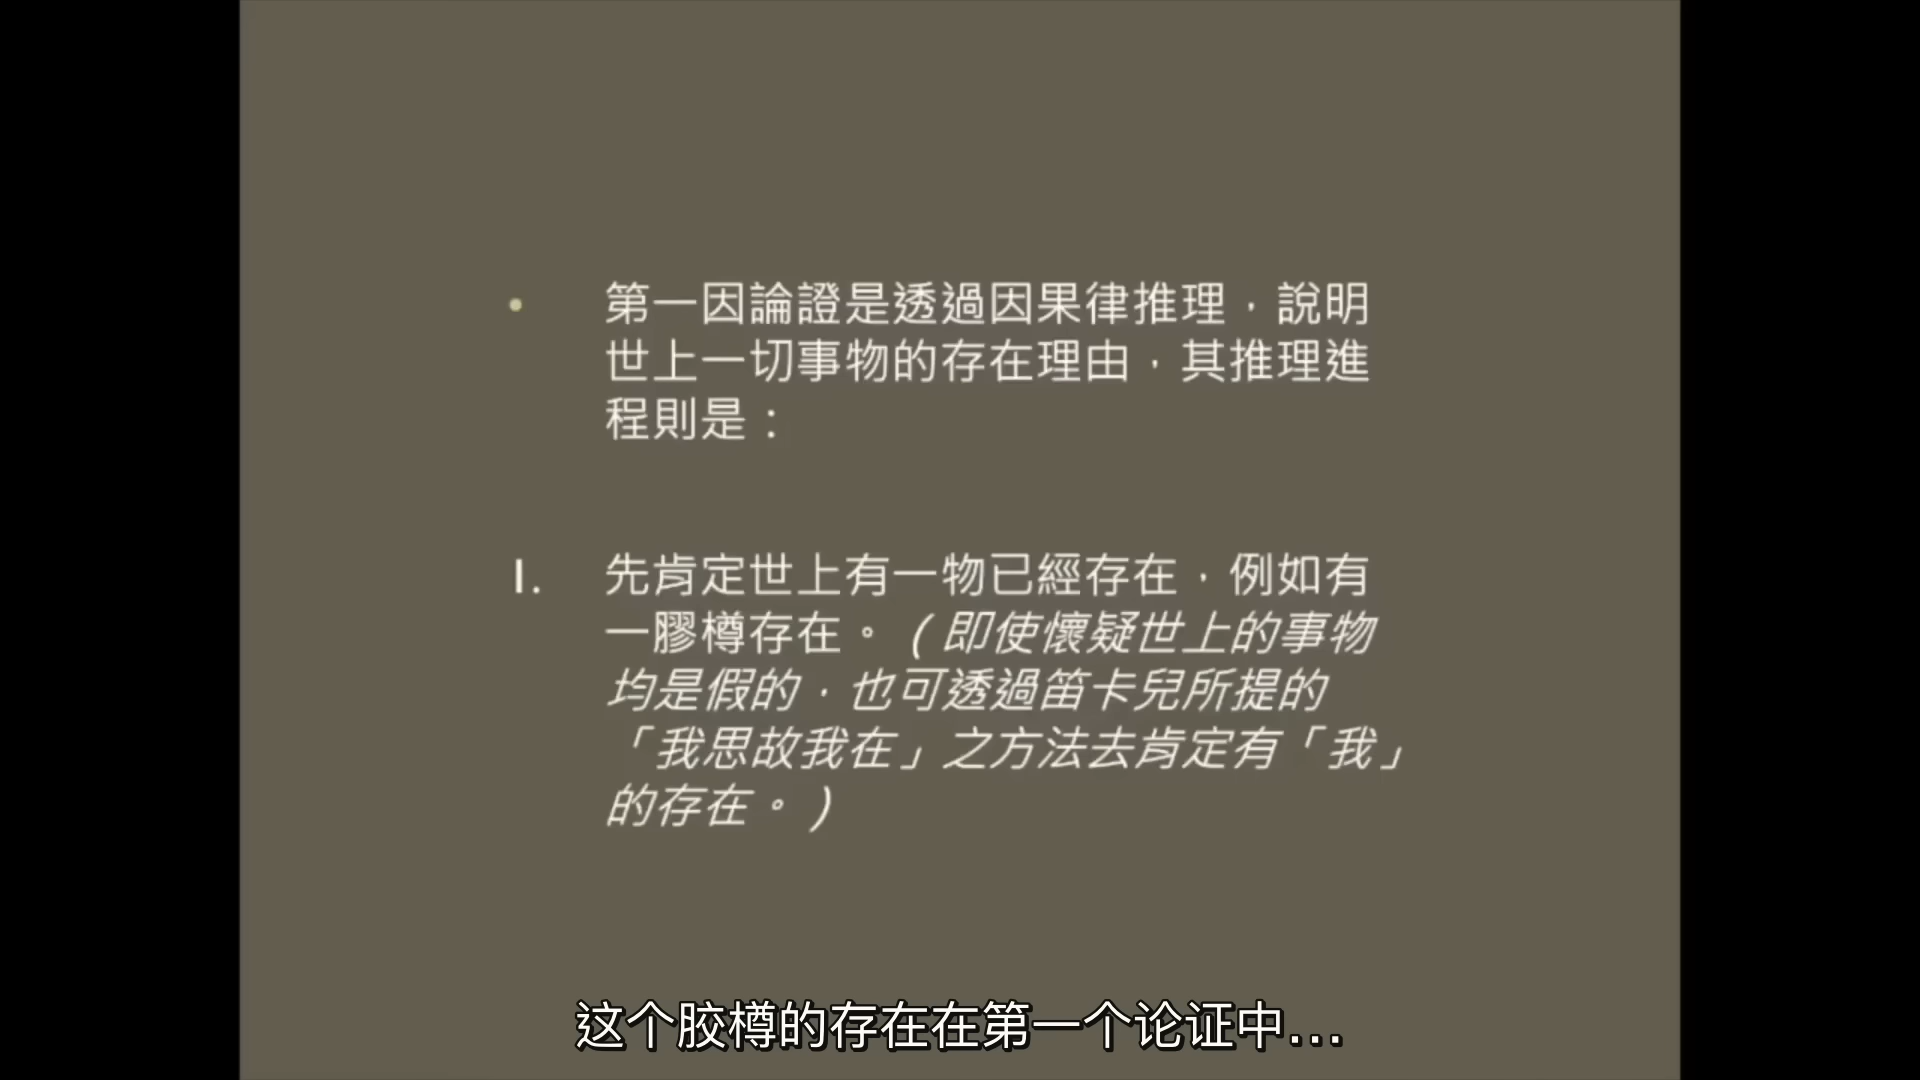 • 第一因論證是透過因果律推理，說明
世上一切事物的存在理由，其推理進
程則是：
I. 先肯定世上有一物已經存在，例如有
一膠樽存在。（即使懷疑世上的事物
均是假的，也可透過笛卡兒所提的
「我思故我在」之方法去肯定有「我」
的存在。）
这个胶樽的存在在第一个论证中...